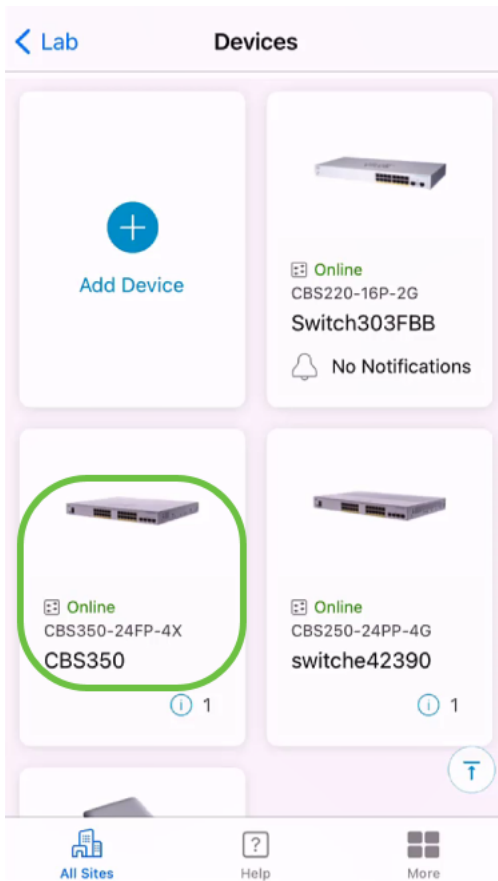 Lab
Devices
Add Device
Online
CBS220-16P-2G
Switch303FBB
No Notifications
Online
CBS350-24FP-4X
CBS350
1
Online
CBS250-24PP-4G
switche42390
1
All Sites
Help
More